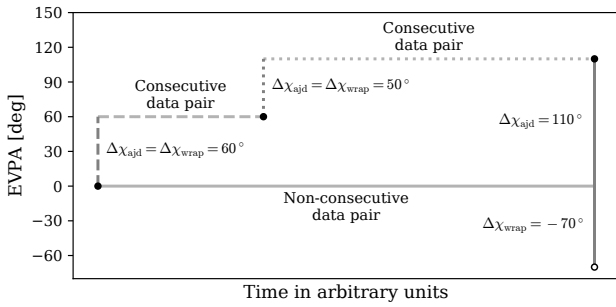 150
120
90
60
30
0
−30
−60
EVPA [deg]
Consecutive
data pair
Consecutive
data pair
Δχajd = Δχwrap = 50°
Δχajd = 110°
Δχajd = Δχwrap = 60°
Non-consecutive
data pair
Δχwrap = −70°
Time in arbitrary units